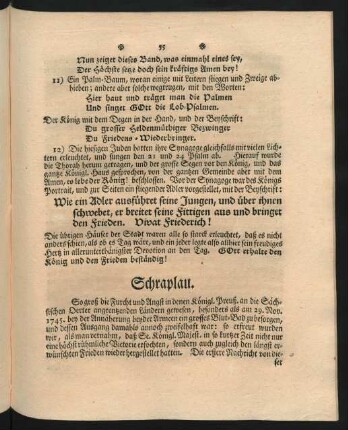 ❀ 55 ❀
Nun zeiget dieses Band, was einmahl eines sey,
Der Höchste setze doch sein kräftigs Amen bey!
11) Ein Palm-Baum, woran einige mit Leitern stiegen und Zweige ab-
hieben; andere aber solche wegtrugen, mit den Worten:
Hier haut und träget man die Palmen
Und singet GOtt die Lob-Psalmen.
Der König mit dem Degen in der Hand, und der Beyschrift:
Du grosser Heldenmüthiger Bezwinger
Du Friedens-Wiederbringer.
12) Die hiesigen Juden hatten ihre Synagoge gleichfalls mit vielen Lich-
tern erleuchtet, und sungen den 21 und 24 Psalm ab. Hierauf wurde
die Thorah herum getragen, und der grosse Segen vor den König, und das
gantze Königl. Haus gesprochen, von der gantzen Gemeinde aber mit dem
Amen, es lebe der König! beschlossen. Vor der Synagoge war des Königs
Portrait, und zur Seiten ein fliegender Adler vorgestellet, mit der Beyschrift:
Wie ein Adler ausführet seine Jungen, und über ihnen
schwebet, er breitet seine Fittigen aus und bringet
den Frieden. Vivat Friederich!
Die übrigen Häuser der Stadt waren alle so starck erleuchtet, daß es nicht
anders schien, als ob es Tag wäre, und ein jeder legte also allhier sein freudiges
Hertz in allerunterthänigster Devotion an den Tag. GOtt erhalte den
König und den Frieden beständig!
Schraplau.
So groß die Furcht und Angst in denen Königl. Preuß. an die Säch-
sischen Oerter angrentzenden Ländern gewesen, besonders als am 29. Nov.
1745. bey der Annäherung beyder Armeen ein grosses Blut-Bad zu besorgen,
und dessen Ausgang damahls annoch zweifelhaft war: so erfreut wurden
wir, als man vernahm, daß Se. Königl. Majest. in so kurtzer Zeit nicht nur
eine höchst rühmliche Victorie erfochten, sondern auch zugleich den längst er-
wünschten Frieden wieder hergestellet hatten. Die erstere Nachricht von die-
ser